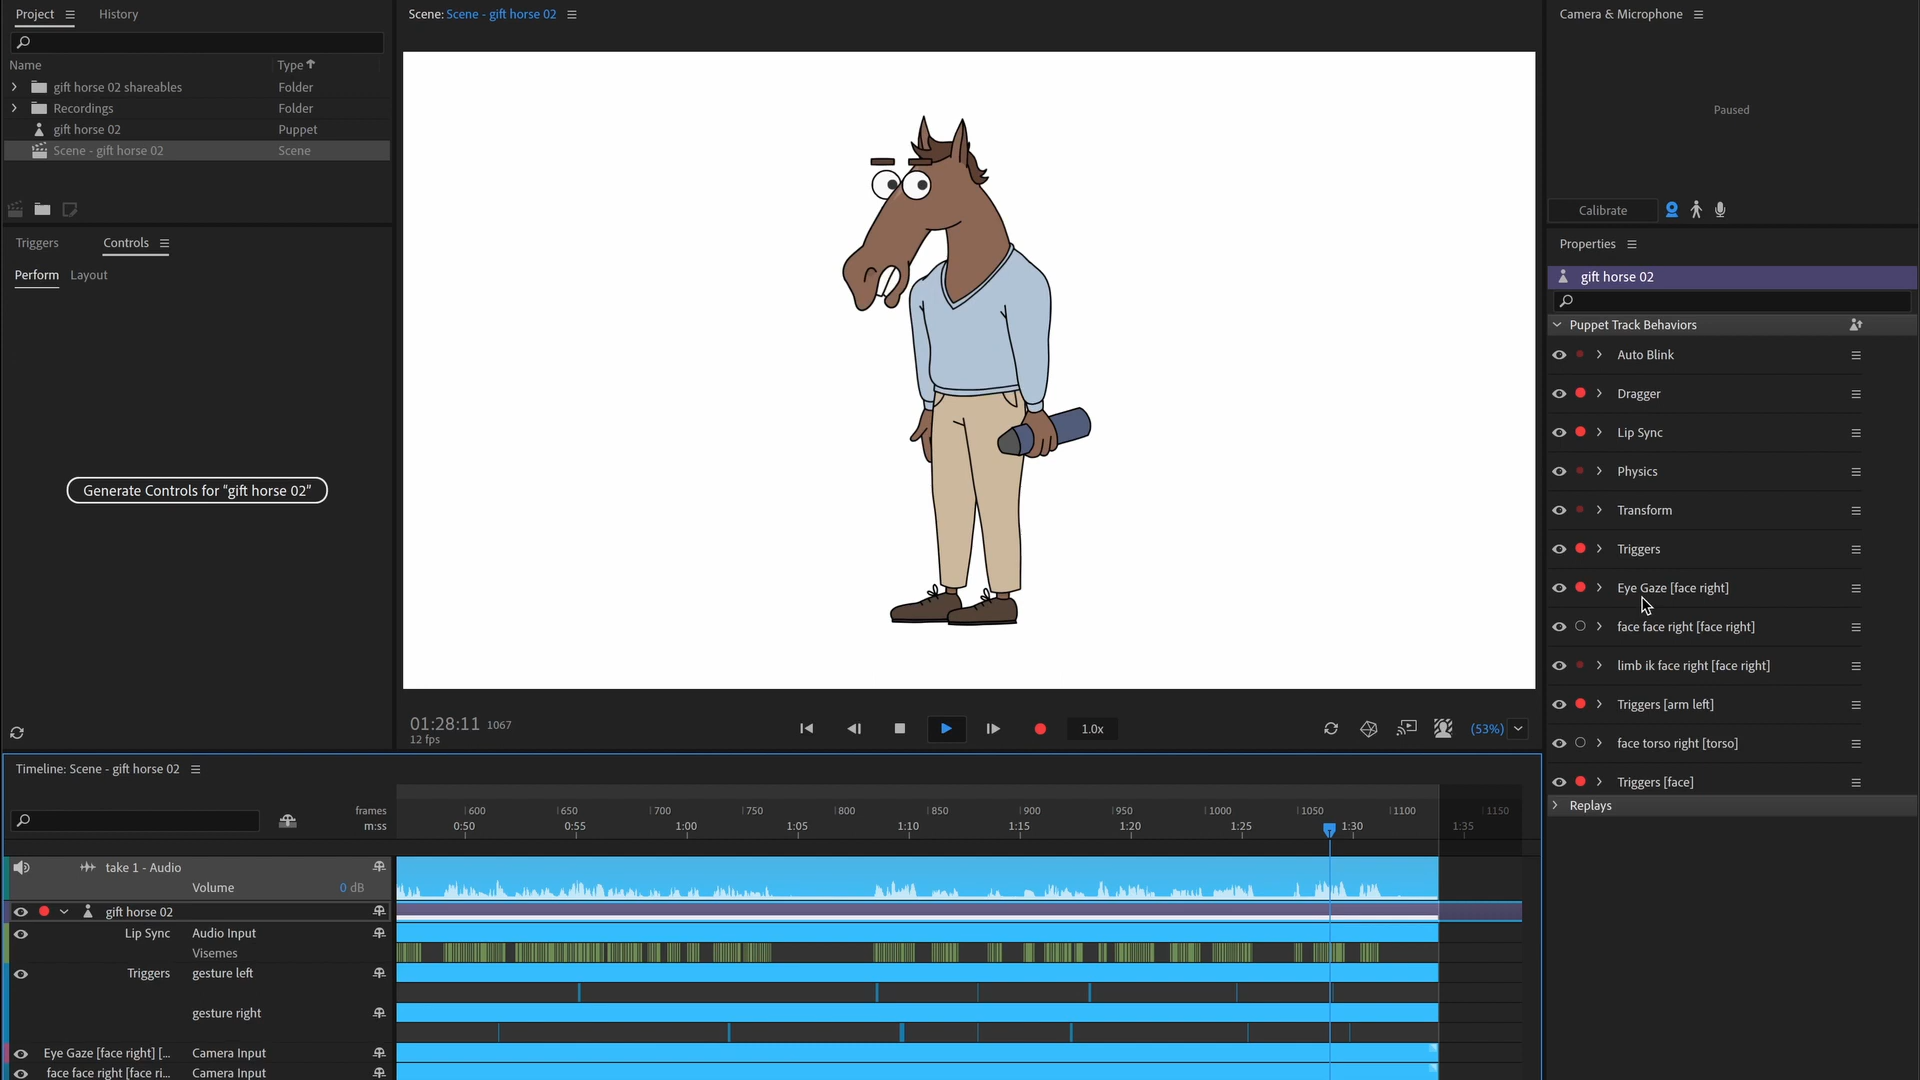 Project History
Name Type
gift horse 02 shareables Folder
Recordings Folder
gift horse 02 Puppet
Scene - gift horse 02 Scene
Triggers Controls
Perform Layout
Generate Controls for "gift horse 02"
Scene: Scene - gift horse 02
01:28:11 1067
12 fps
1.0x
(53%)
Camera & Microphone
Paused
Calibrate
Properties
gift horse 02
Puppet Track Behaviors
Auto Blink
Dragger
Lip Sync
Physics
Transform
Triggers
Eye Gaze [face right]
face face right [face right]
limb ik face right [face right]
Triggers [arm left]
face torso right [torso]
Triggers [face]
Replays
Timeline: Scene - gift horse 02
frames 600 650 700 750 800 850 900 950 1000 1050 1100 1150
m:ss 0:50 0:55 1:00 1:05 1:10 1:15 1:20 1:25 1:30 1:35
take 1 - Audio
Volume 0 dB
gift horse 02
Lip Sync Audio Input
Visemes
Triggers gesture left
gesture right
Eye Gaze [face right] [... Camera Input
face face right [face ri... Camera Input